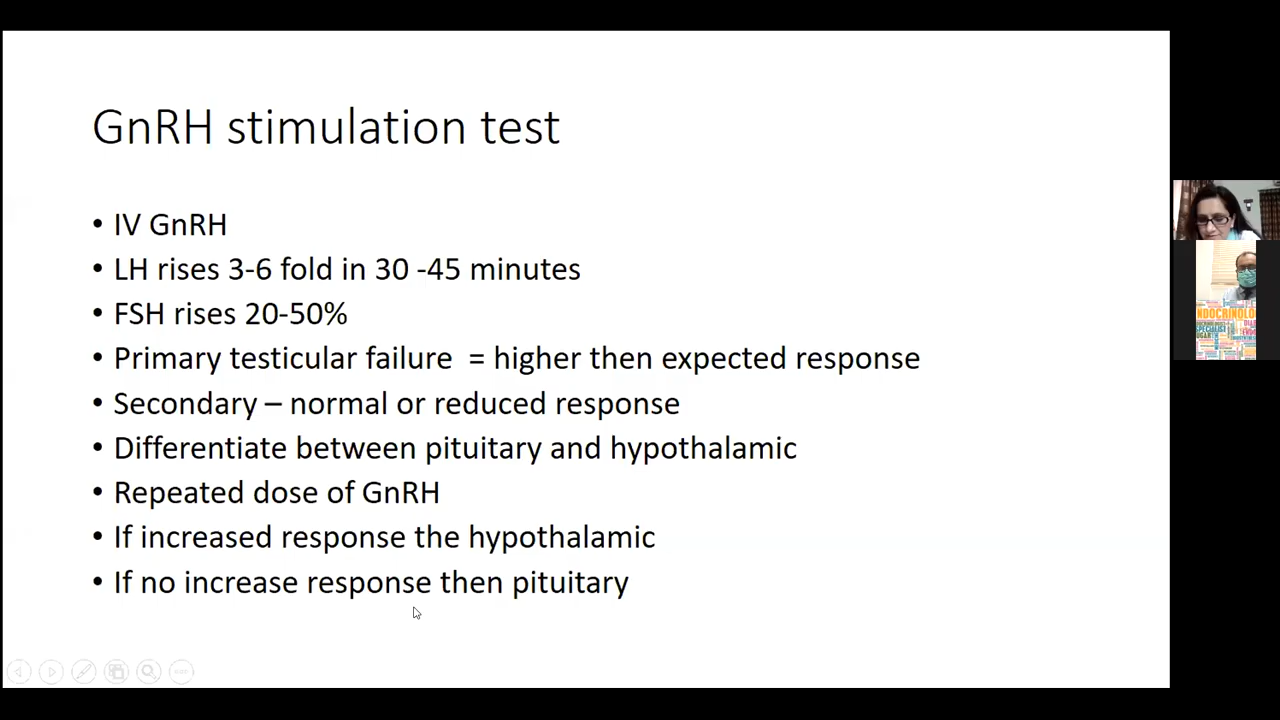 GnRH stimulation test
• IV GnRH
• LH rises 3-6 fold in 30 -45 minutes
• FSH rises 20-50%
• Primary testicular failure  = higher then expected response
• Secondary – normal or reduced response
• Differentiate between pituitary and hypothalamic
• Repeated dose of GnRH
• If increased response the hypothalamic
• If no increase response then pituitary
NDOCRINOLO
SPECIALIST